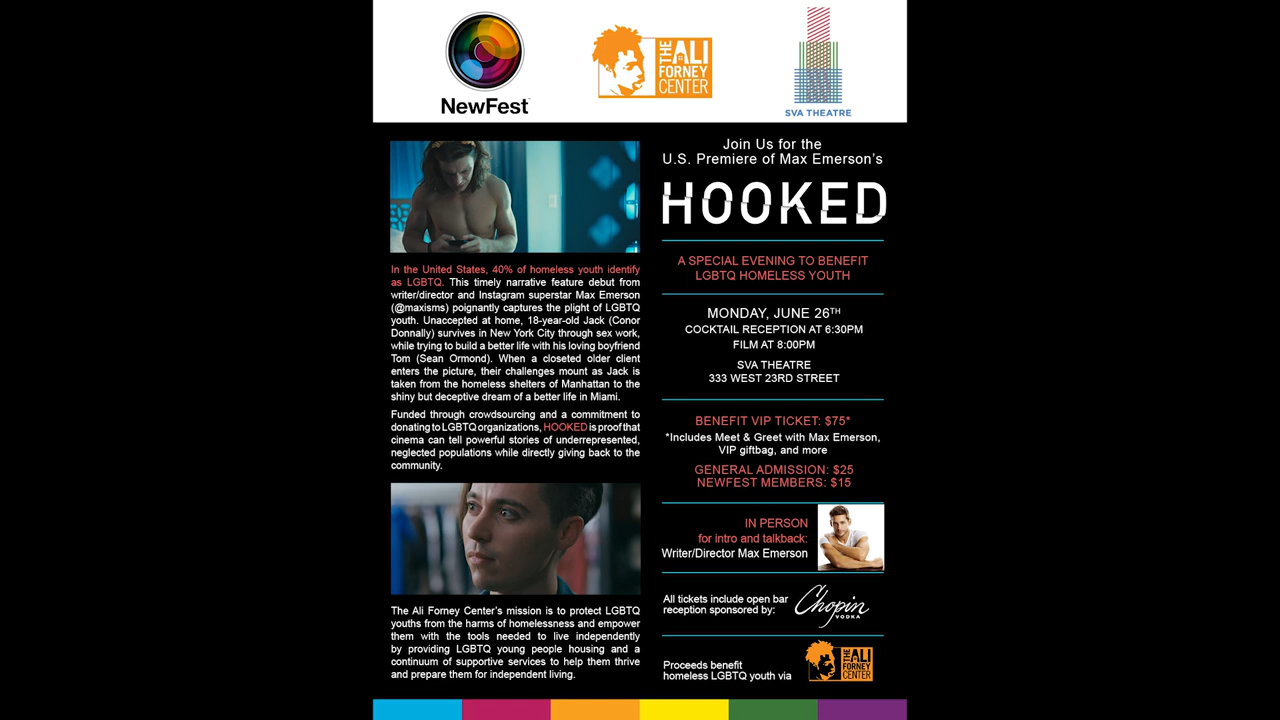 NewFest
THE ALI
FORNEY
CENTER
SVA THEATRE
In the United States, 40% of homeless youth identify
as LGBTQ. This timely narrative feature debut from
writer/director and Instagram superstar Max Emerson
(@maxisms) poignantly captures the plight of LGBTQ
youth. Unaccepted at home, 18-year-old Jack (Conor
Donnally) survives in New York City through sex work,
while trying to build a better life with his loving boyfriend
Tom (Sean Ormond). When a closeted older client
enters the picture, their challenges mount as Jack is
taken from the homeless shelters of Manhattan to the
shiny but deceptive dream of a better life in Miami.
Funded through crowdsourcing and a commitment to
donating to LGBTQ organizations, HOOKED is proof that
cinema can tell powerful stories of underrepresented,
neglected populations while directly giving back to the
community.
The Ali Forney Center's mission is to protect LGBTQ
youths from the harms of homelessness and empower
them with the tools needed to live independently
by providing LGBTQ young people housing and a
continuum of supportive services to help them thrive
and prepare them for independent living.
Join Us for the
U.S. Premiere of Max Emerson's
HOOKED
A SPECIAL EVENING TO BENEFIT
LGBTQ HOMELESS YOUTH
MONDAY, JUNE 26TH
COCKTAIL RECEPTION AT 6:30PM
FILM AT 8:00PM
SVA THEATRE
333 WEST 23RD STREET
BENEFIT VIP TICKET: $75*
*Includes Meet & Greet with Max Emerson,
VIP giftbag, and more
GENERAL ADMISSION: $25
NEWFEST MEMBERS: $15
IN PERSON
for intro and talkback:
Writer/Director Max Emerson
All tickets include open bar
reception sponsored by:
Chopin
VODKA
Proceeds benefit
homeless LGBTQ youth via
THE ALI
FORNEY
CENTER